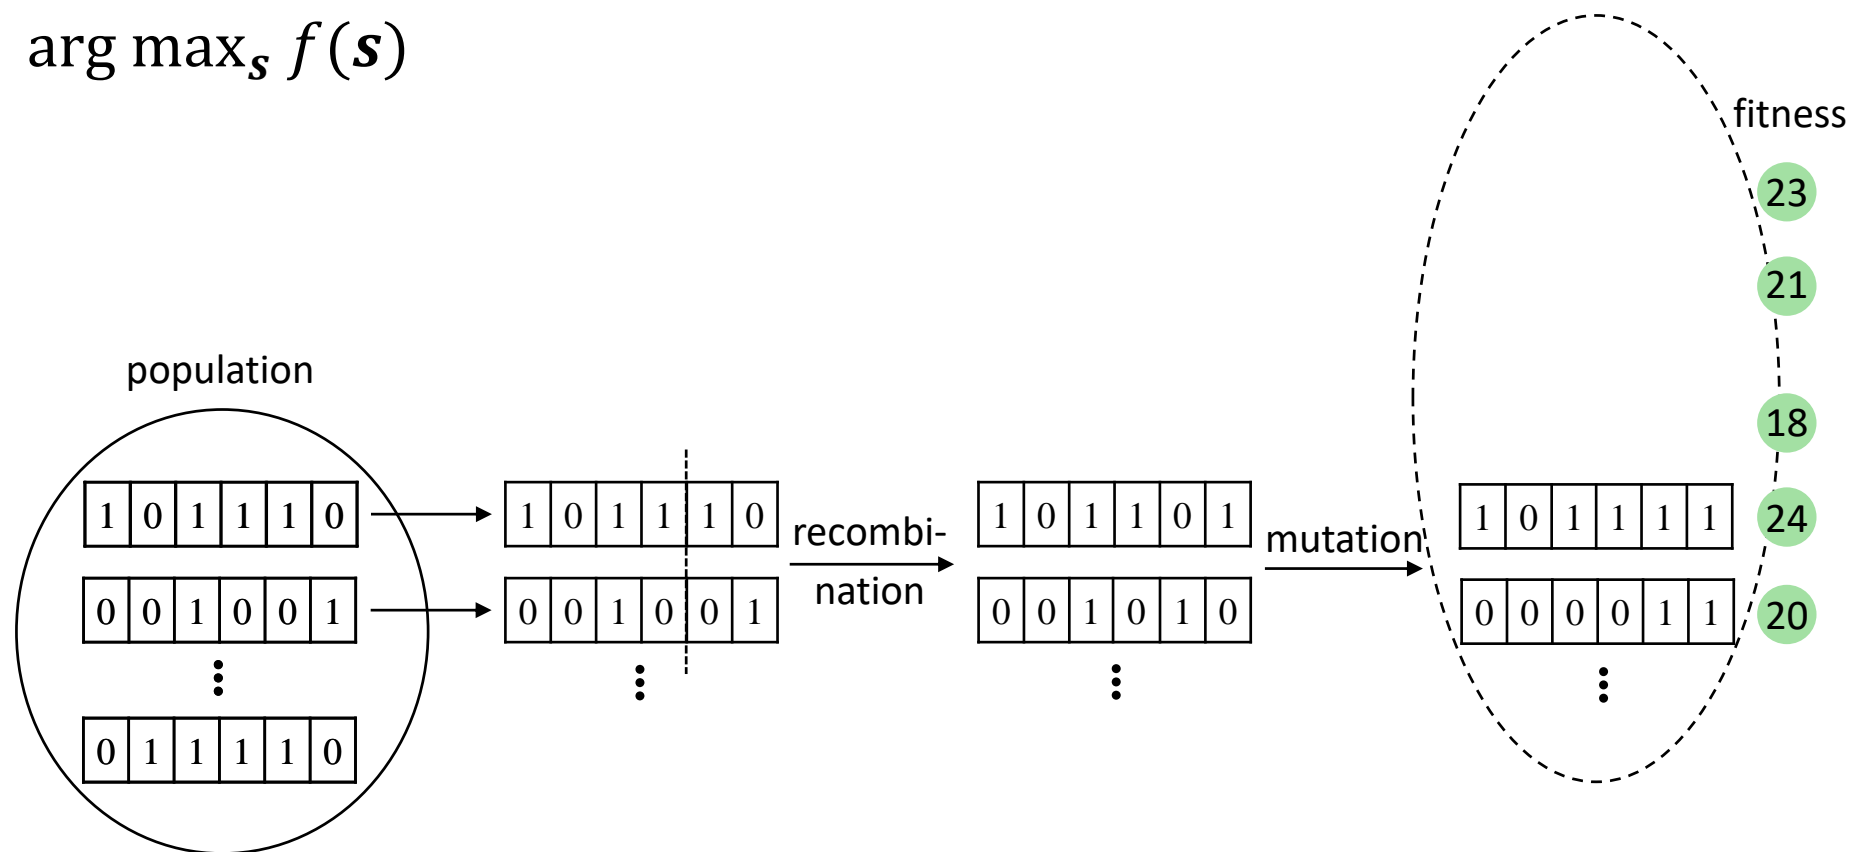 arg max_s f(s)
fitness
23
21
population
18
1 0 1 1 1 0
1 0 1 1 1 0
recombi-
nation
1 0 1 1 0 1
mutation
1 0 1 1 1 1
24
0 0 1 0 0 1
0 0 1 0 0 1
0 0 1 0 1 0
0 0 0 0 1 1
20
0 1 1 1 1 0